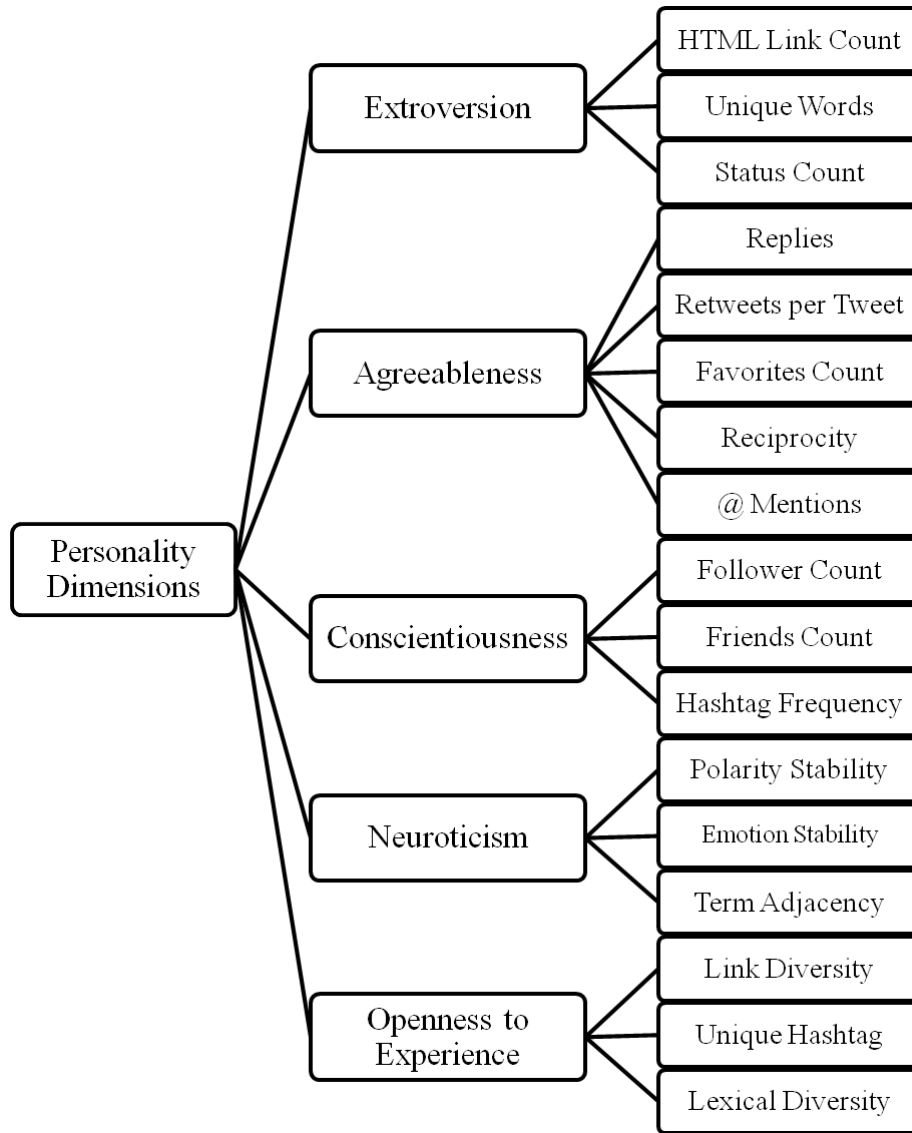 Personality
Dimensions
Extroversion
HTML Link Count
Unique Words
Status Count
Agreeableness
Replies
Retweets per Tweet
Favorites Count
Reciprocity
@ Mentions
Conscientiousness
Follower Count
Friends Count
Hashtag Frequency
Neuroticism
Polarity Stability
Emotion Stability
Term Adjacency
Openness to
Experience
Link Diversity
Unique Hashtag
Lexical Diversity